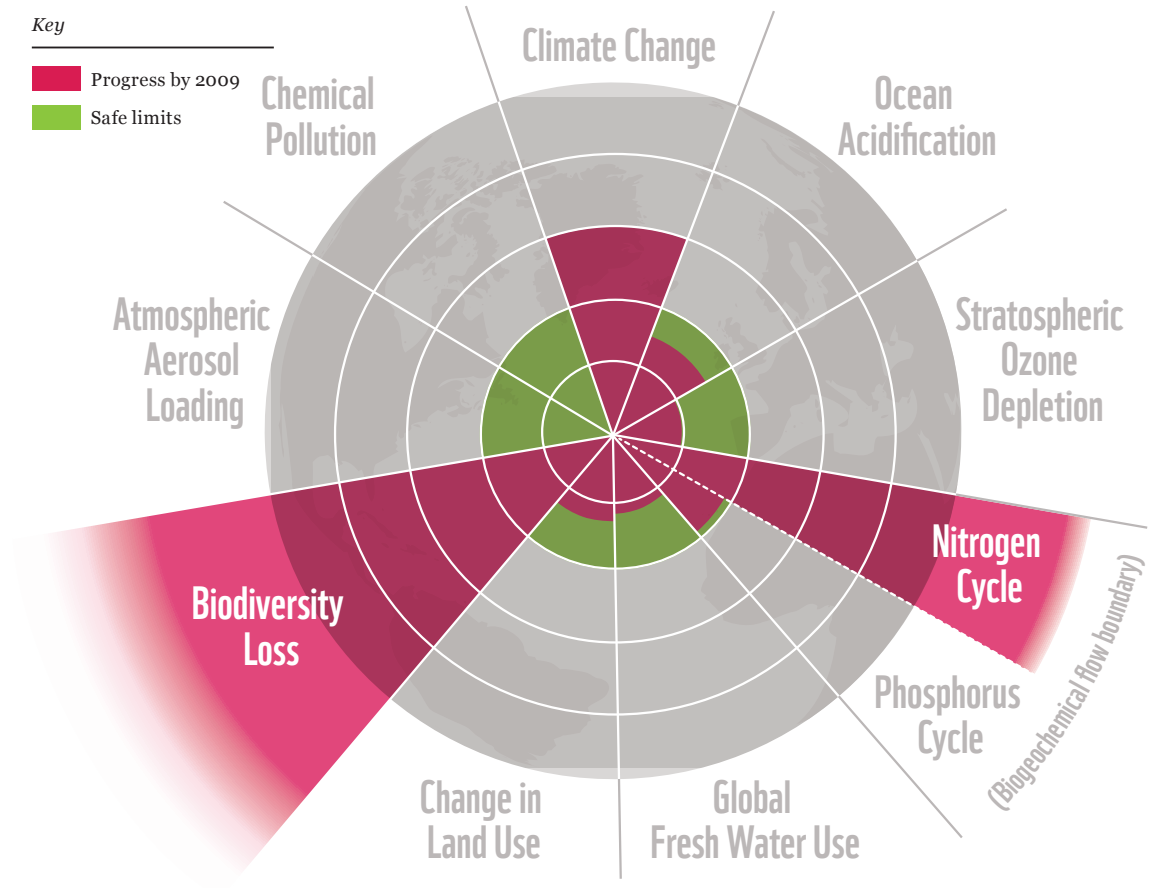 Key
Progress by 2009
Safe limits
Climate Change
Chemical
Pollution
Ocean
Acidification
Atmospheric
Aerosol
Loading
Stratospheric
Ozone
Depletion
Nitrogen
Cycle
Biodiversity
Loss
Phosphorus
Cycle
(Biogeochemical flow boundary)
Change in
Land Use
Global
Fresh Water Use